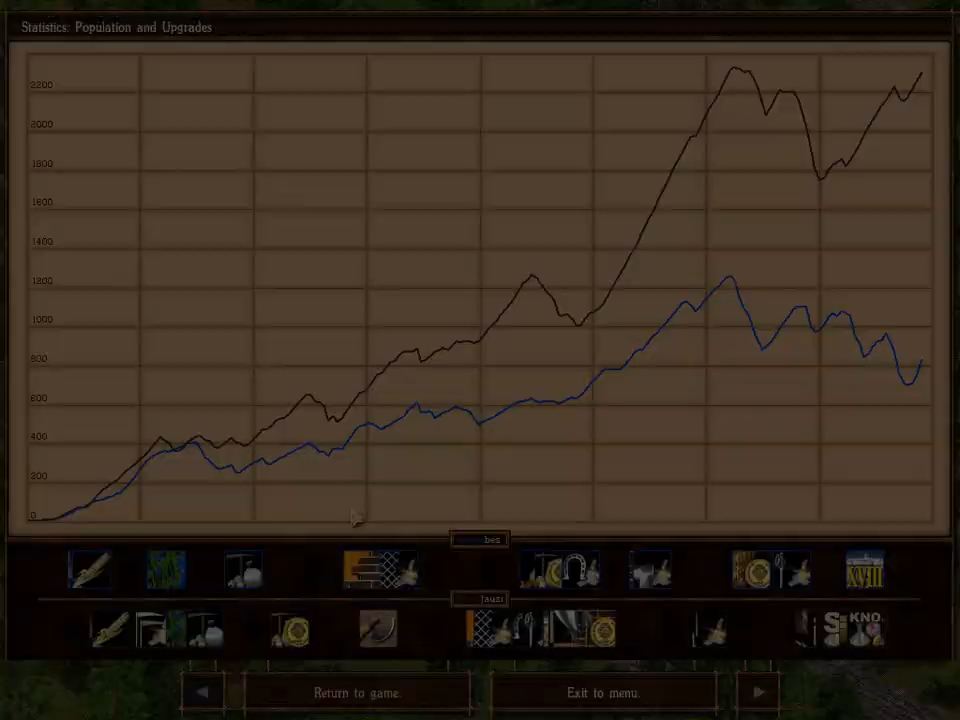 Statistics: Population and Upgrades
2200
2000
1800
1600
1400
1200
1000
800
600
400
200
0
bez
XVIII
Jauzi
KNO.
Return to game.
Exit to menu.